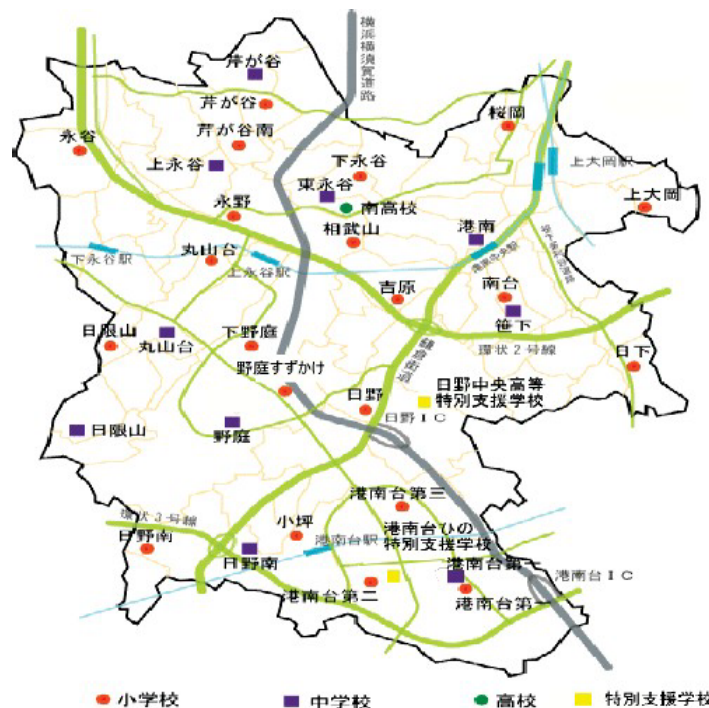 横浜横須賀道路
芹が谷
芹が谷
桜岡
永谷
芹が谷南
上永谷
下永谷
上大岡駅
東永谷
上大岡
南高校
永野
相武山
港南
丸山台
下永谷駅
上永谷駅
港南中央駅
吉原
南台
日限山
丸山台
下野庭
笹下
環状2号線
鎌倉街道
日下
野庭すずかけ
日野
日野中央高等
特別支援学校
日野IC
日限山
野庭
港南台第三
環状3号線
小坪
港南台ひの
特別支援学校
日野南
港南台駅
日野南
港南台第一
港南台IC
港南台第二
港南台第一
小学校
中学校
高校
特別支援学校